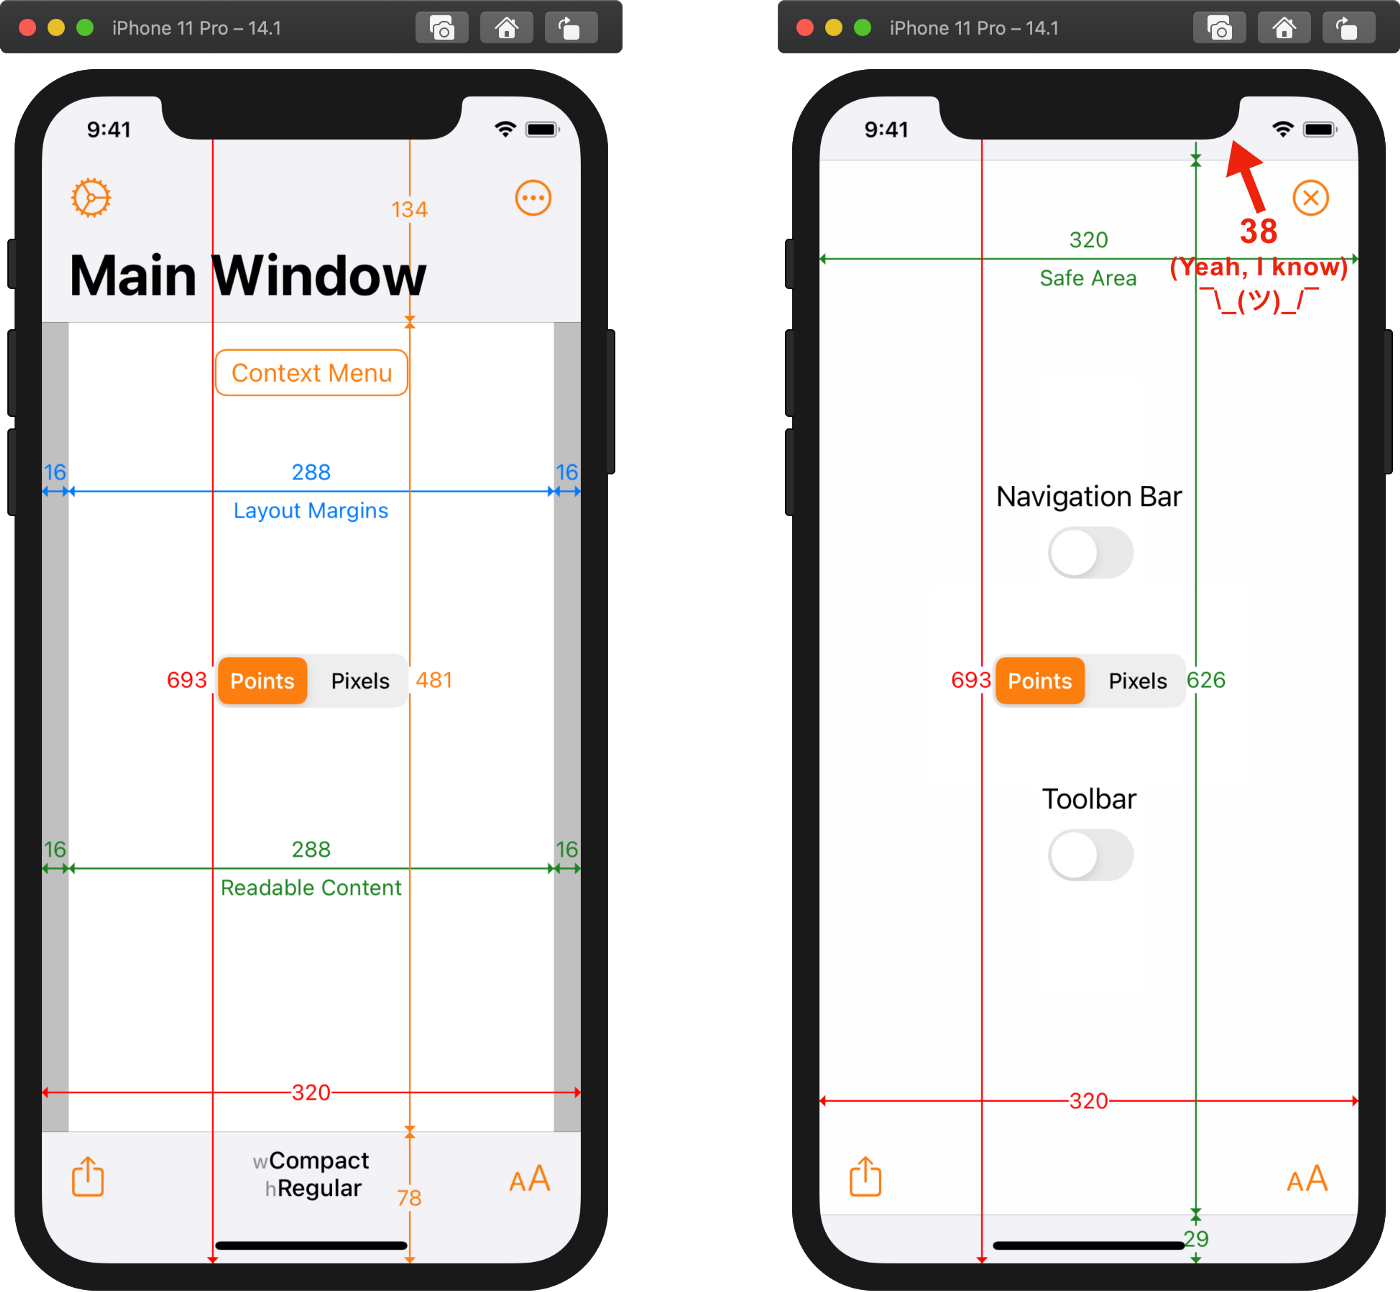 iPhone 11 Pro – 14.1
9:41
134
Main Window
Context Menu
16
288
16
Layout Margins
693
Points
Pixels
481
16
288
16
Readable Content
320
wCompact
hRegular
AA
78
iPhone 11 Pro – 14.1
9:41
38
(Yeah, I know)
¯\_(ツ)_/¯
320
Safe Area
Navigation Bar
693
Points
Pixels
626
Toolbar
320
AA
29